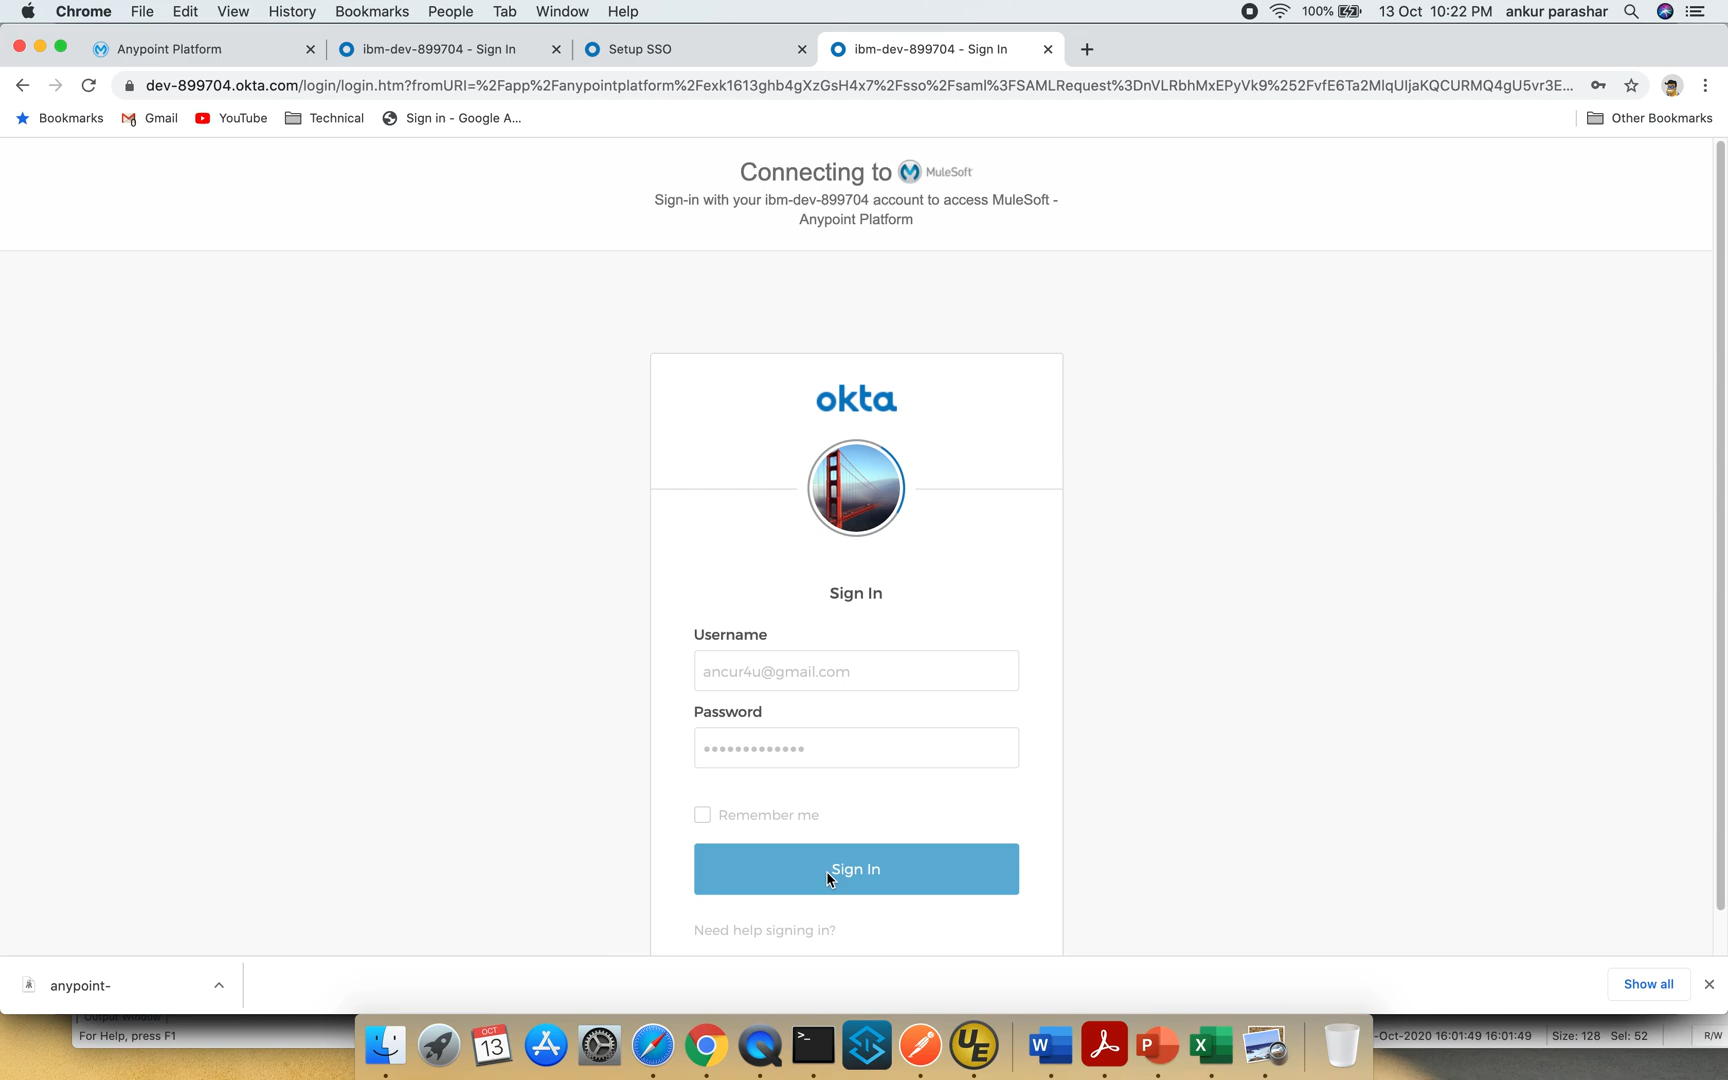 Chrome File Edit View History Bookmarks People Tab Window Help 100% 13 Oct 10:22 PM ankur parashar
Anypoint Platform ibm-dev-899704 - Sign In Setup SSO ibm-dev-899704 - Sign In
dev-899704.okta.com/login/login.htm?fromURI=%2Fapp%2Fanypointplatform%2Fexk1613ghb4gXzGsH4x7%2Fsso%2Fsaml%3FSAMLRequest%3DnVLRbhMxEPyVk9%252FvfE6Ta2MlqUIjaKQCURMQ4gU5vr3E...
Bookmarks Gmail YouTube Technical Sign in - Google A... Other Bookmarks
Connecting to MuleSoft
Sign-in with your ibm-dev-899704 account to access MuleSoft -
Anypoint Platform
okta
Sign In
Username
ancur4u@gmail.com
Password
Remember me
Sign In
Need help signing in?
anypoint- Show all
For Help, press F1
-Oct-2020 16:01:49 16:01:49 Size: 128 Sel: 52 R/W
OCT
13
UE
W P X